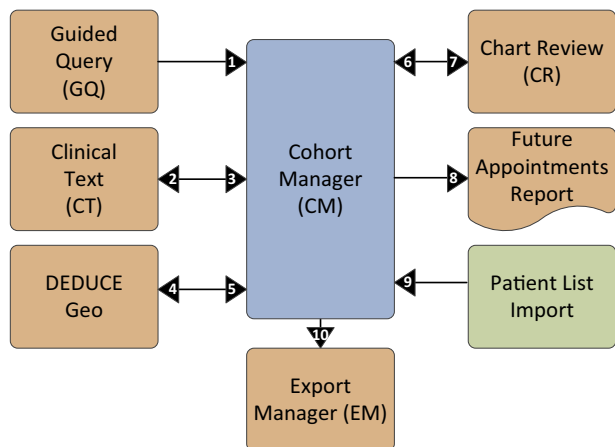 Guided
Query
(GQ)
1
6
7
Chart Review
(CR)
Clinical
Text
(CT)
2
3
Cohort
Manager
(CM)
8
Future
Appointments
Report
DEDUCE
Geo
4
5
9
Patient List
Import
10
Export
Manager (EM)